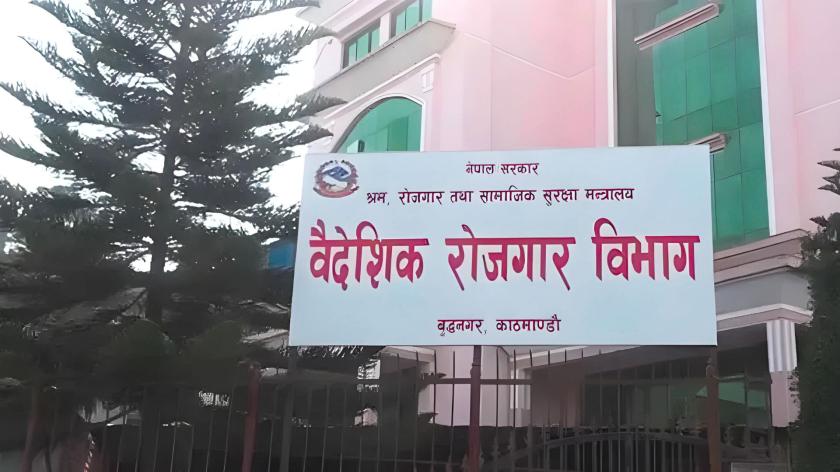 नेपाल सरकार
श्रम, रोजगार तथा सामाजिक सुरक्षा मन्त्रालय
वैदेशिक रोजगार विभाग
बुद्धनगर, काठमाण्डौ